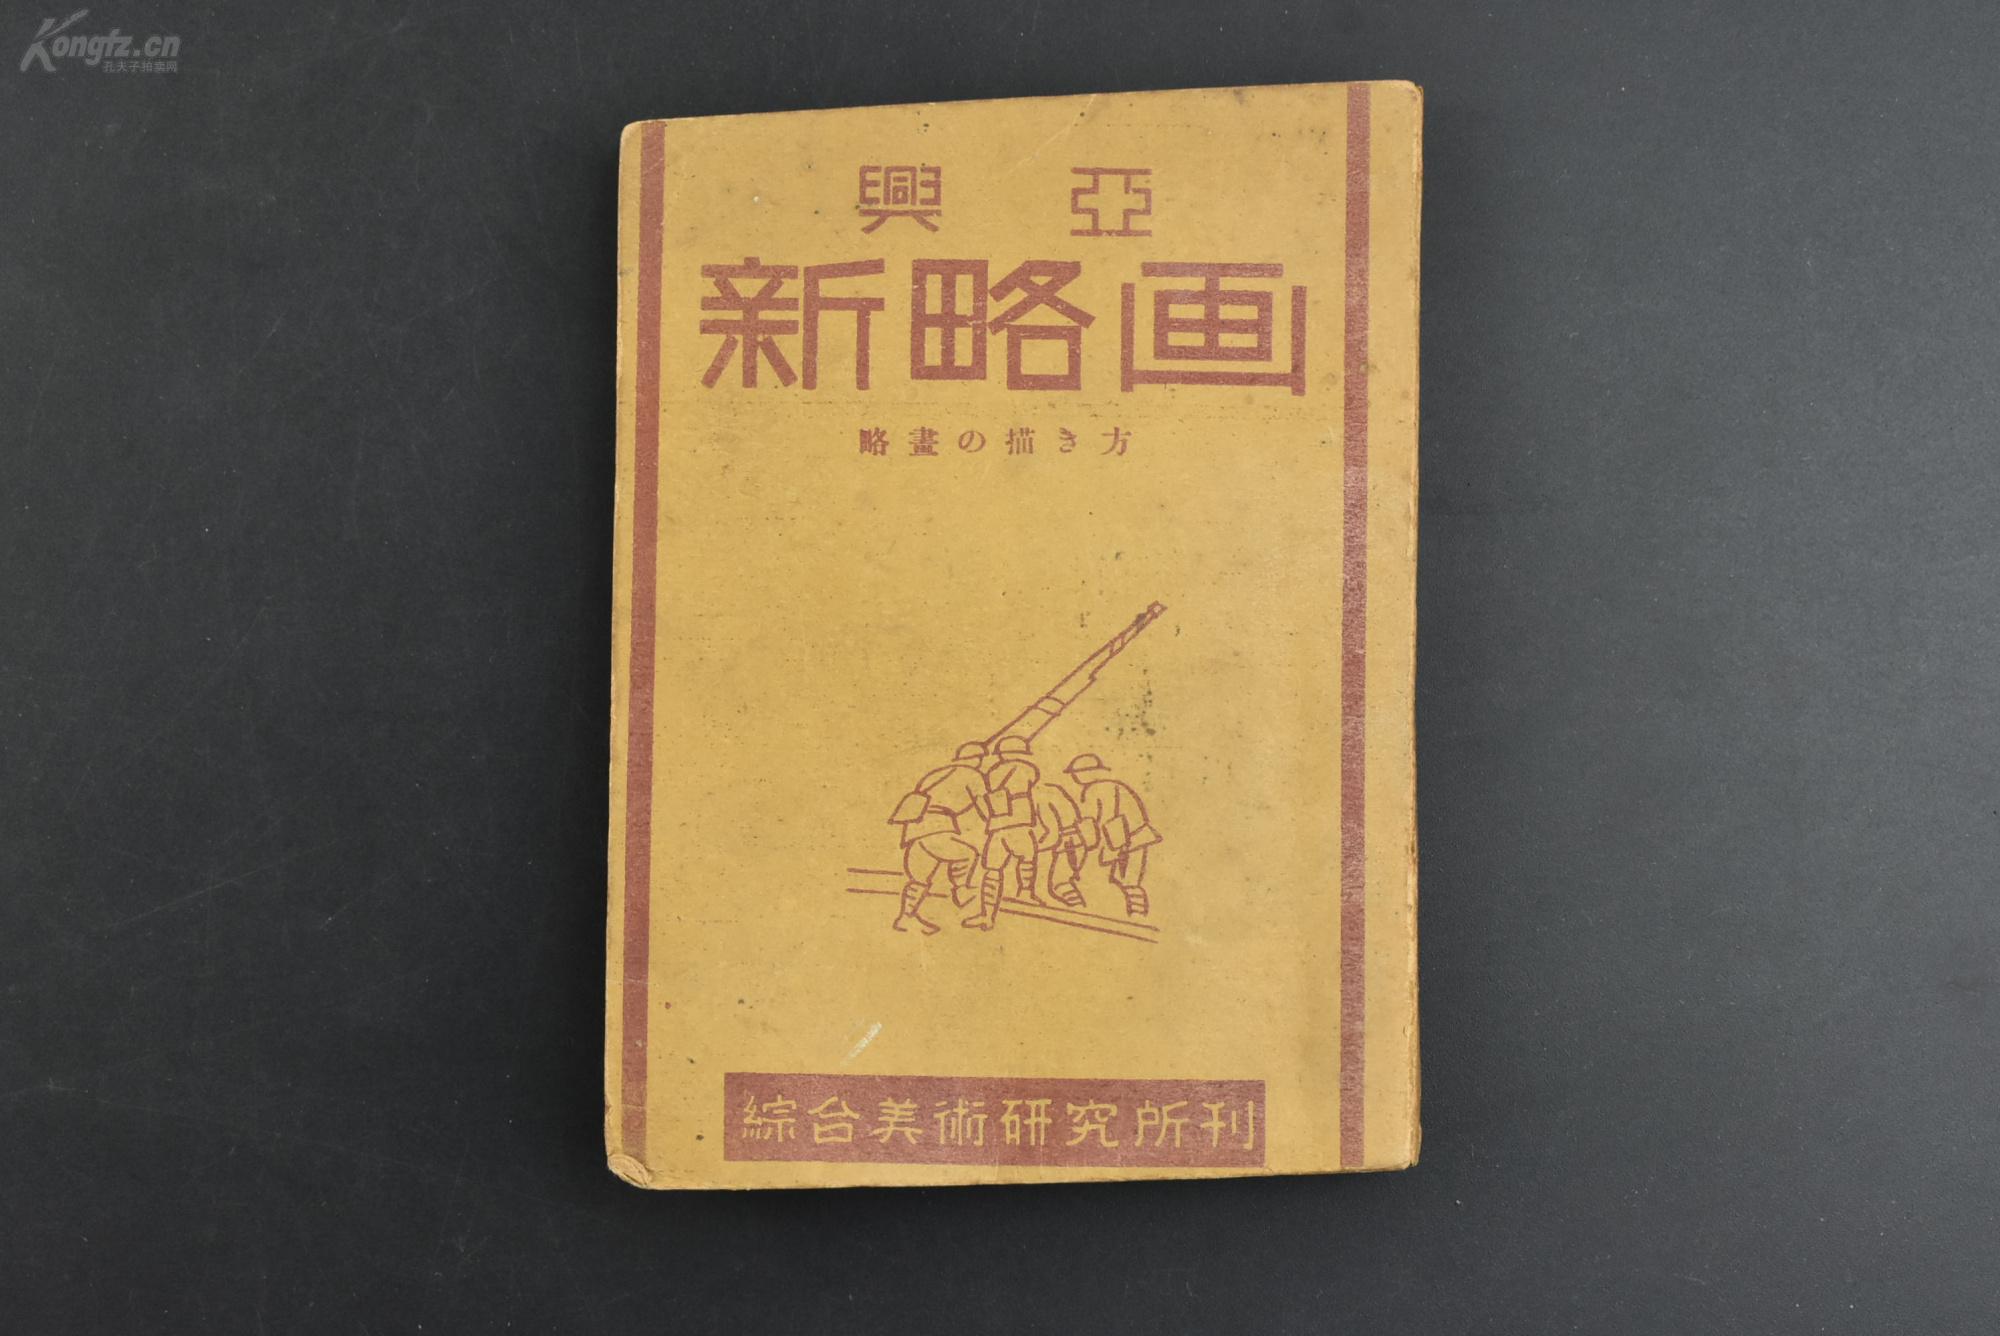 Kongfz.cn
孔夫子拍卖网
興亞
新略画
略畫の描き方
綜合美術研究所刊